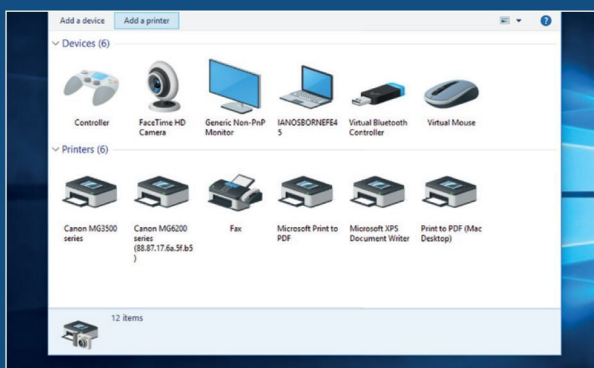 Add a device Add a printer
Devices (6)
Controller
FaceTime HD
Camera
Generic Non-PnP
Monitor
IANOSBORNEFE4
5
Virtual Bluetooth
Controller
Virtual Mouse
Printers (6)
Canon MG3500
series
Canon MG6200
series
(88.87.17.6a.5f.b5
)
Fax
Microsoft Print to
PDF
Microsoft XPS
Document Writer
Print to PDF (Mac
Desktop)
12 items